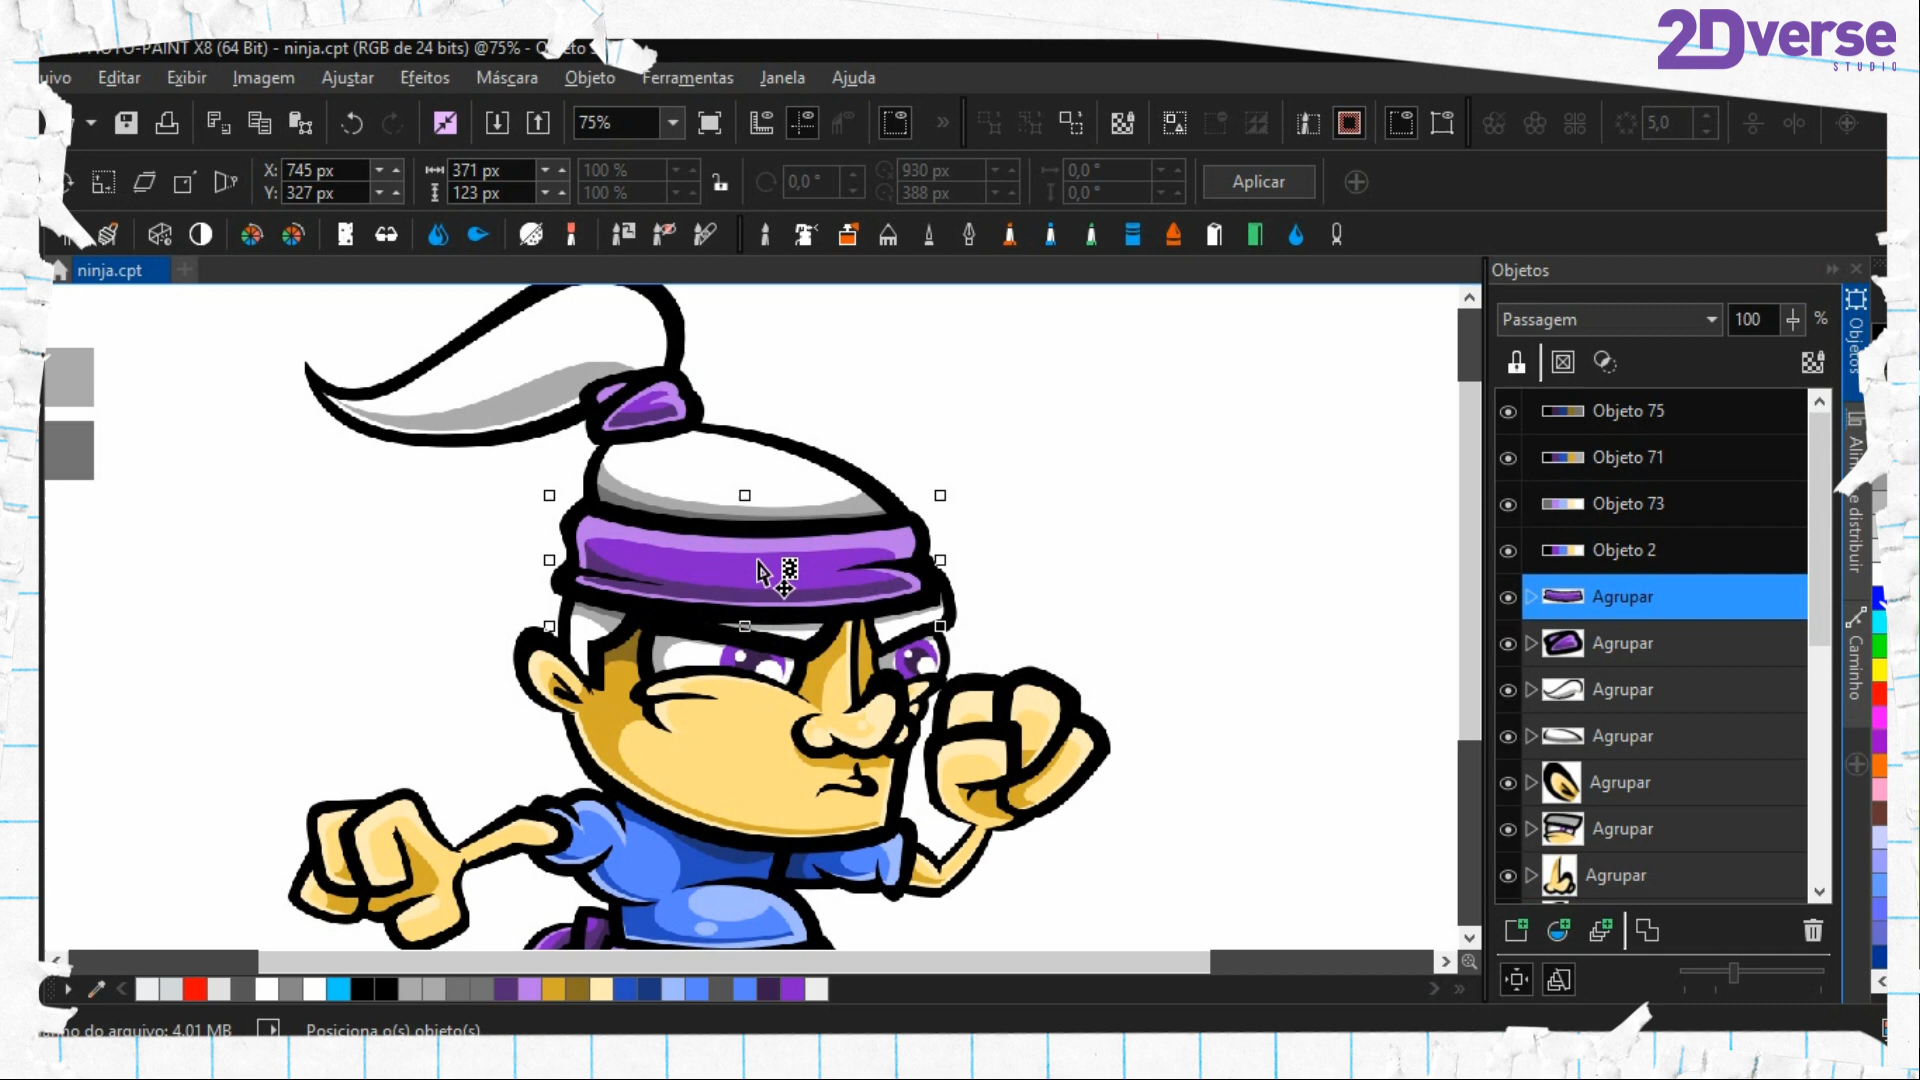 2Dverse
STUDIO
PHOTO-PAINT X8 (64 Bit) - ninja.cpt (RGB de 24 bits) @75% -
Editar Exibir Imagem Ajustar Efeitos Máscara Objeto Ferramentas Janela Ajuda
75% 5,0
X: 745 px 371 px 100 % 0,0 ° 930 px 0,0 ° Aplicar
Y: 327 px 123 px 100 % 388 px 0,0 °
ninja.cpt
Objetos
Passagem 100 %
Objetos
Objeto 75
Objeto 71
Objeto 73
Objeto 2
Agrupar
Agrupar
Agrupar
Agrupar
Agrupar
Agrupar
Agrupar
e distribuir
Caminho
do arquivo: 4.01 MB Posiciona o(s) objeto(s)